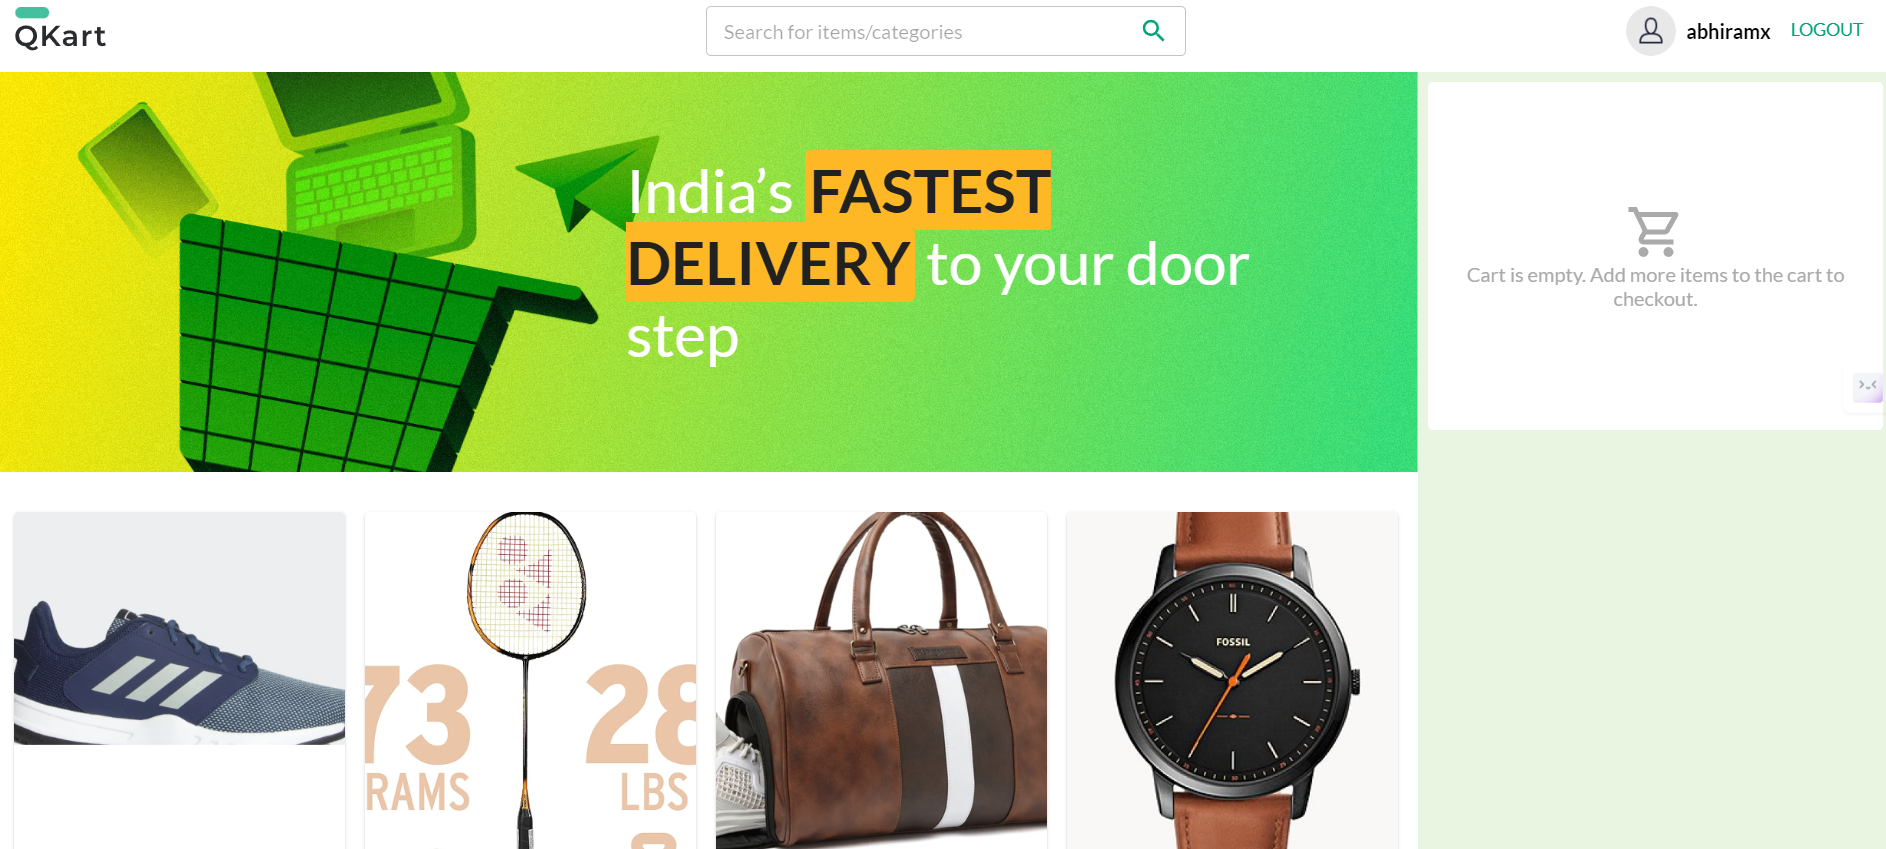 QKart
Search for items/categories
abhiramx
LOGOUT
India’s FASTEST
DELIVERY to your door
step
Cart is empty. Add more items to the cart to
checkout.
73
RAMS
28
LBS
FOSSIL